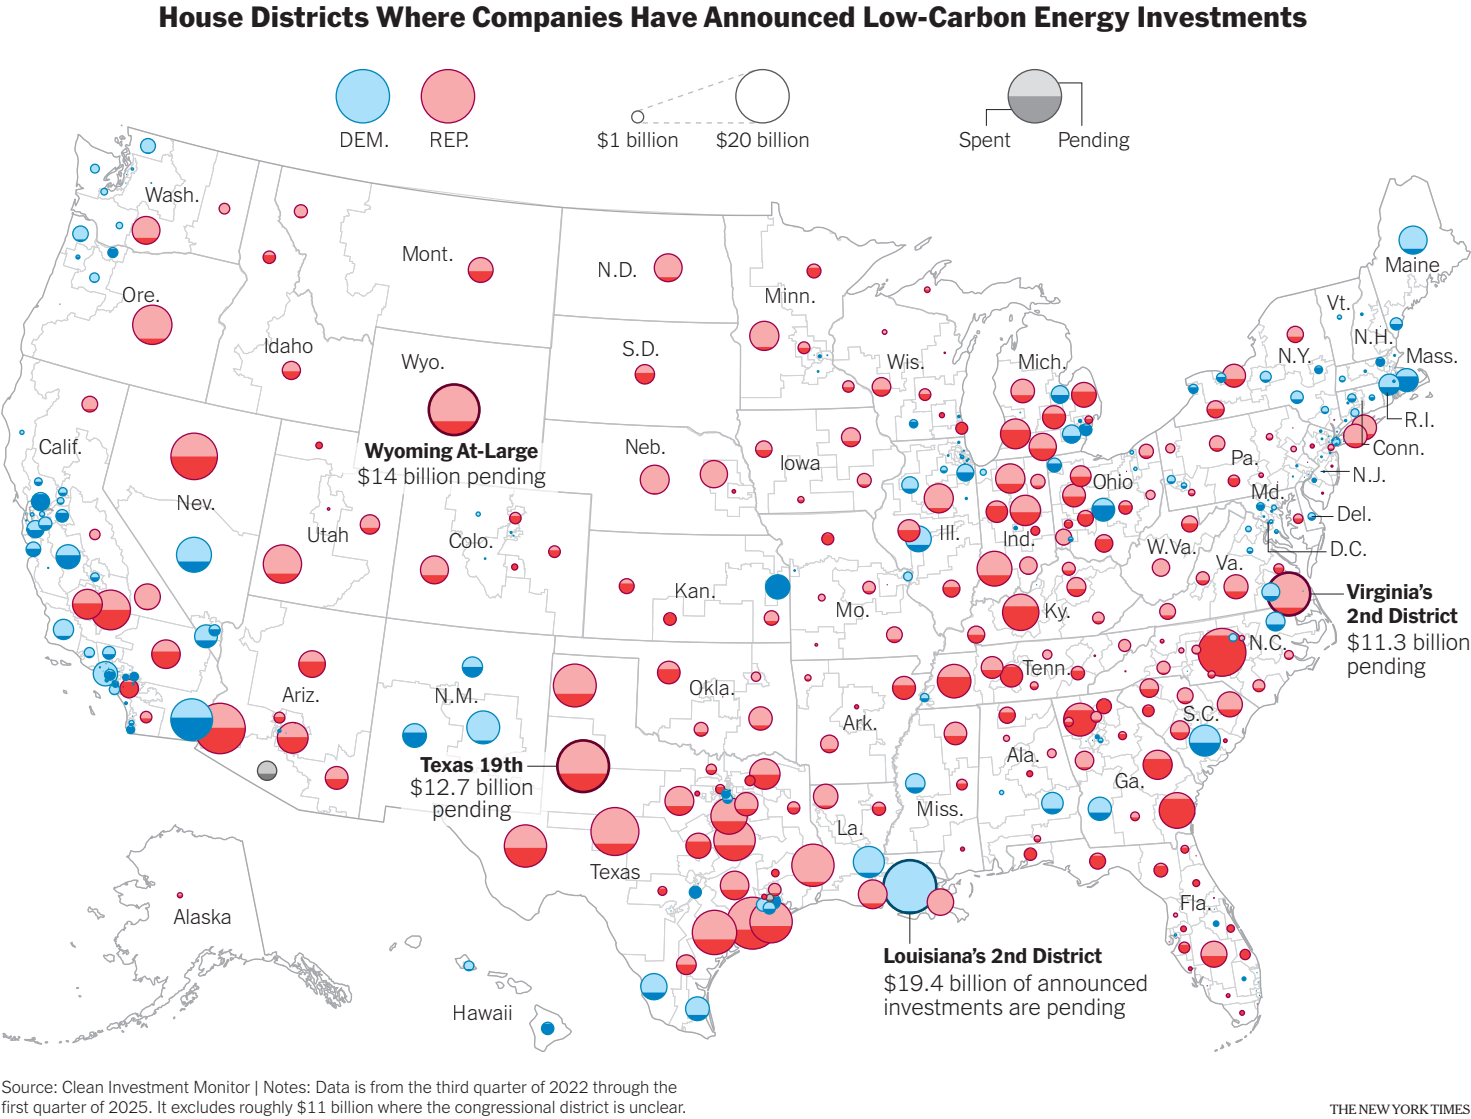 House Districts Where Companies Have Announced Low-Carbon Energy Investments
DEM.
REP.
$1 billion
$20 billion
Spent
Pending
Wash.
Ore.
Idaho
Mont.
N.D.
Minn.
Wis.
Mich.
Vt.
Maine
N.H.
N.Y.
Mass.
R.I.
Conn.
N.J.
Wyo.
S.D.
Wyoming At-Large
$14 billion pending
Calif.
Nev.
Utah
Colo.
Neb.
Iowa
Ill.
Ind.
Ohio
Pa.
Md.
Del.
D.C.
W.Va.
Va.
Kan.
Mo.
Ky.
Virginia's
2nd District
$11.3 billion
pending
N.C.
Tenn.
Ariz.
N.M.
Okla.
Ark.
S.C.
Texas 19th
$12.7 billion
pending
Ala.
Ga.
Miss.
La.
Texas
Fla.
Alaska
Hawaii
Louisiana's 2nd District
$19.4 billion of announced
investments are pending
Source: Clean Investment Monitor | Notes: Data is from the third quarter of 2022 through the
first quarter of 2025. It excludes roughly $11 billion where the congressional district is unclear.
THE NEW YORK TIMES